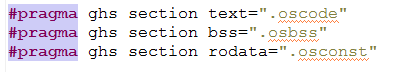 #pragma ghs section text=".oscode"
#pragma ghs section bss=".osbss"
#pragma ghs section rodata=".osconst"